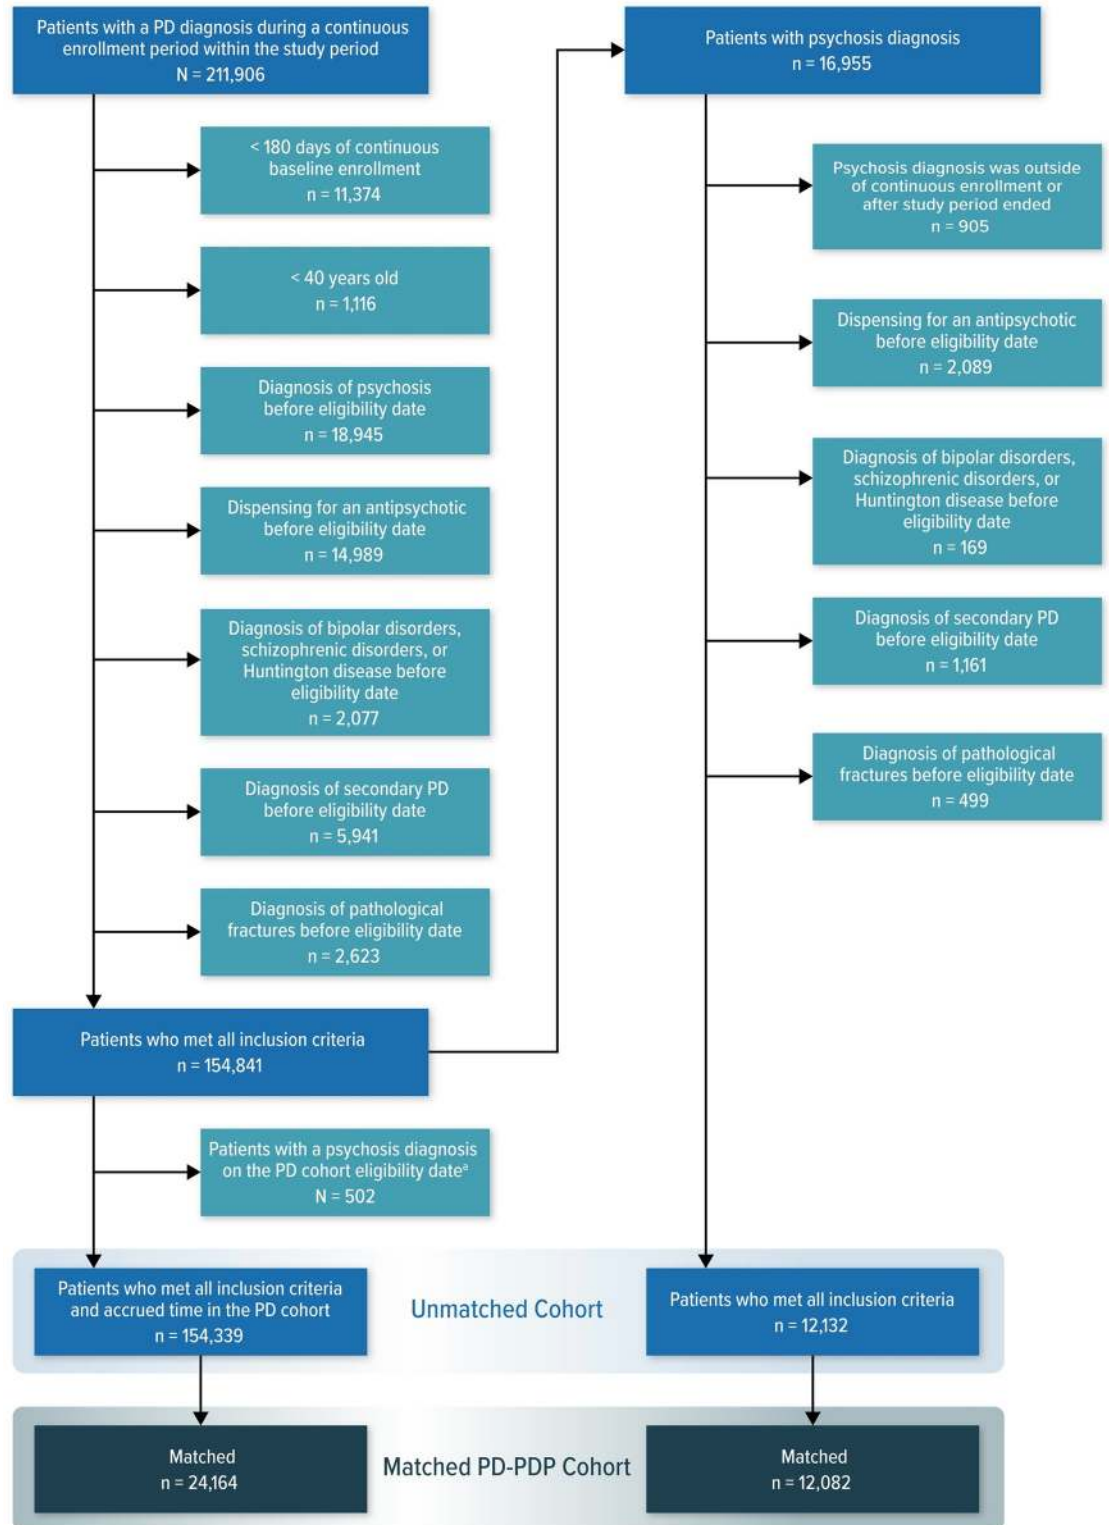 Patients with a PD diagnosis during a continuous
enrollment period within the study period
N = 211,906
< 180 days of continuous
baseline enrollment
n = 11,374
< 40 years old
n = 1,116
Diagnosis of psychosis
before eligibility date
n = 18,945
Dispensing for an antipsychotic
before eligibility date
n = 14,989
Diagnosis of bipolar disorders,
schizophrenic disorders, or
Huntington disease before
eligibility date
n = 2,077
Diagnosis of secondary PD
before eligibility date
n = 5,941
Diagnosis of pathological
fractures before eligibility date
n = 2,623
Patients who met all inclusion criteria
n = 154,841
Patients with a psychosis diagnosis
on the PD cohort eligibility dateª
N = 502
Patients with psychosis diagnosis
n = 16,955
Psychosis diagnosis was outside
of continuous enrollment or
after study period ended
n = 905
Dispensing for an antipsychotic
before eligibility date
n = 2,089
Diagnosis of bipolar disorders,
schizophrenic disorders, or
Huntington disease before
eligibility date
n = 169
Diagnosis of secondary PD
before eligibility date
n = 1,161
Diagnosis of pathological
fractures before eligibility date
n = 499
Patients who met all inclusion criteria
and accrued time in the PD cohort
n = 154,339
Unmatched Cohort
Patients who met all inclusion criteria
n = 12,132
Matched
n = 24,164
Matched PD-PDP Cohort
Matched
n = 12,082